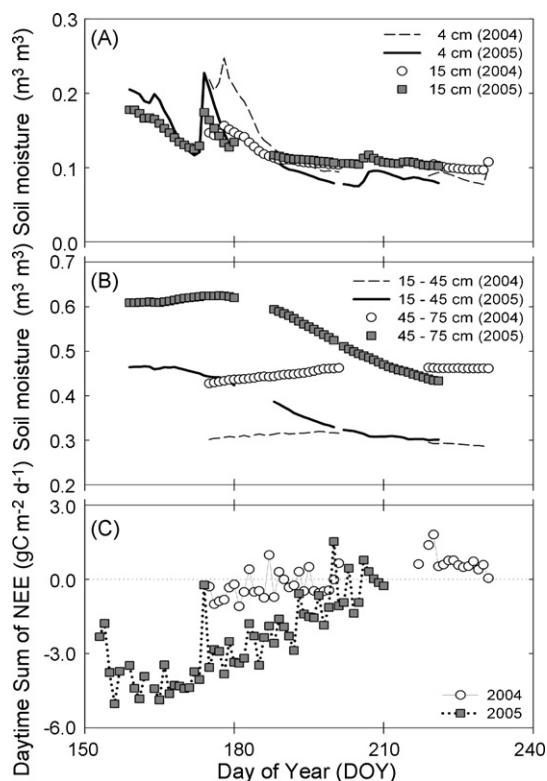 (A)
4 cm (2004)
4 cm (2005)
15 cm (2004)
15 cm (2005)
0.3
0.2
0.1
0.0
Soil moisture (m³ m³)
(B)
15 - 45 cm (2004)
15 - 45 cm (2005)
45 - 75 cm (2004)
45 - 75 cm (2005)
0.7
0.6
0.5
0.4
0.3
0.2
Soil moisture (m³ m³)
(C)
3.0
0.0
-3.0
-6.0
Daytime Sum of NEE (gC m⁻² d⁻¹)
2004
2005
150
180
210
240
Day of Year (DOY)